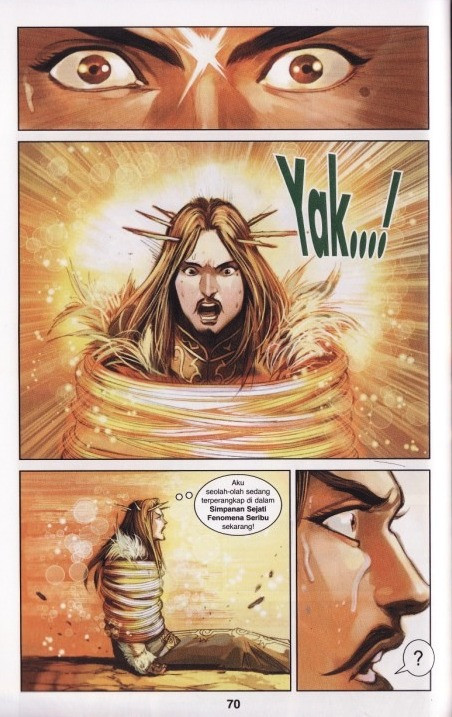 Yak....!
Aku
seolah-olah sedang
terperangkap di dalam
Simpanan Sejati
Fenomena Seribu
sekarang!
?
70